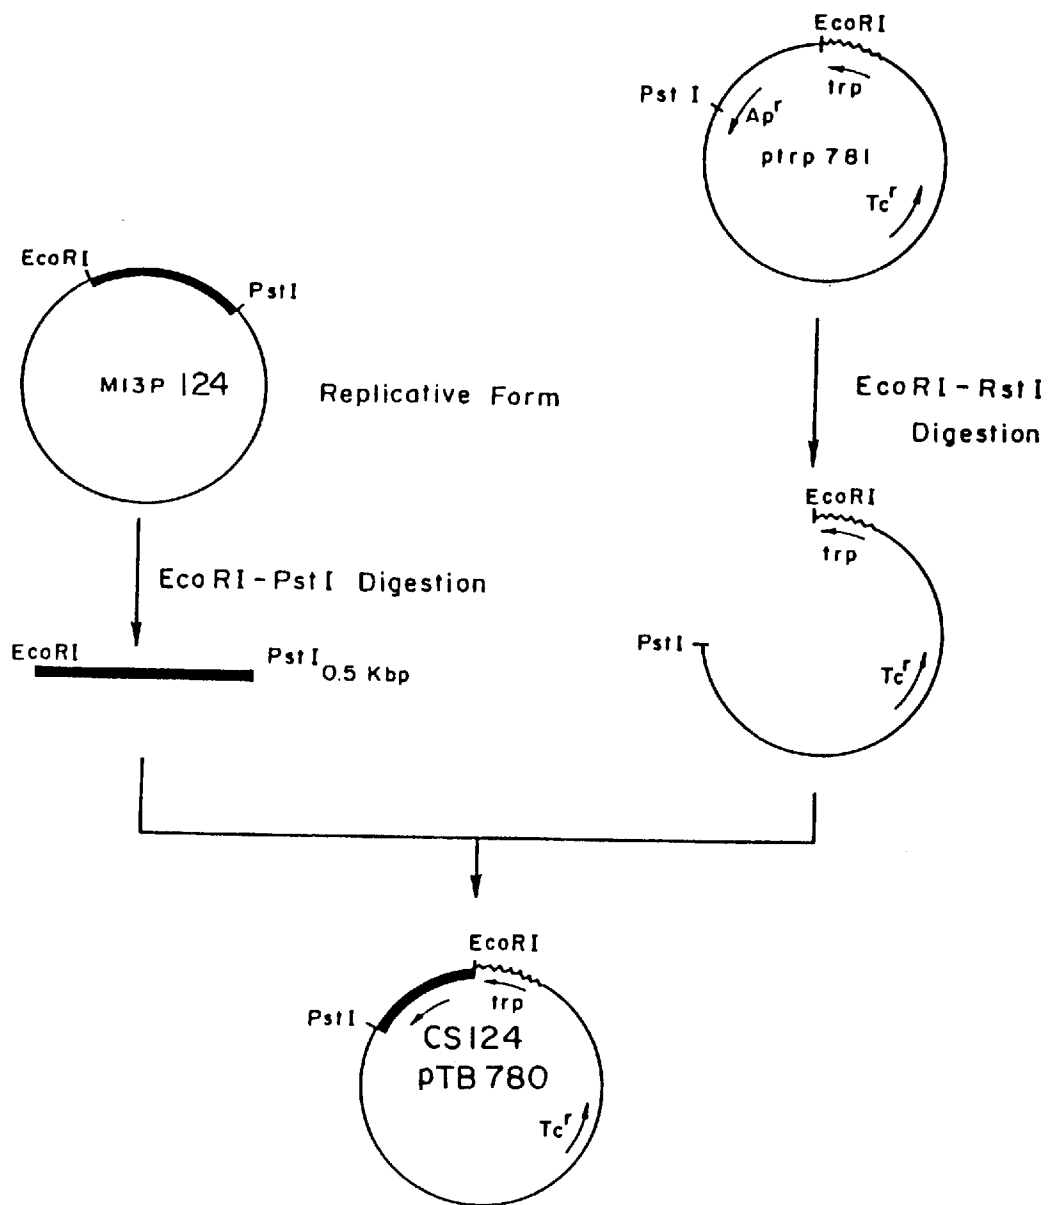 EcoRI
trp
Pst I
Apr
ptrp 781
Tcr
EcoRI
PstI
M13P 124
Replicative Form
EcoRI-RstI
Digestion
EcoRI
trp
EcoRI-PstI Digestion
EcoRI
PstI 0.5 Kbp
PstI
Tcr
EcoRI
trp
PstI
CS124
pTB 780
Tcr